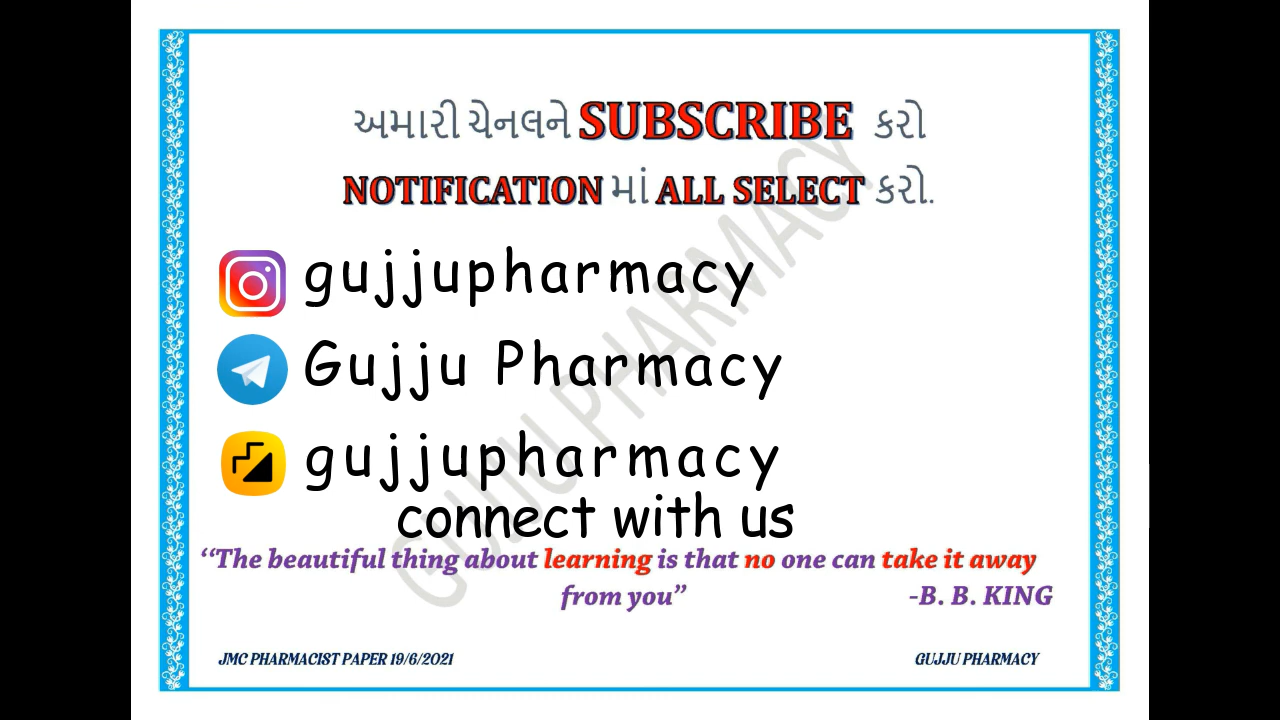 અમારી ચેનલને SUBSCRIBE કરો
NOTIFICATION માં ALL SELECT કરો.
gujjupharmacy
Gujju Pharmacy
gujjupharmacy
connect with us
‘‘The beautiful thing about learning is that no one can take it away
from you” -B. B. KING
JMC PHARMACIST PAPER 19/6/2021 GUJJU PHARMACY
GUJJU PHARMACY